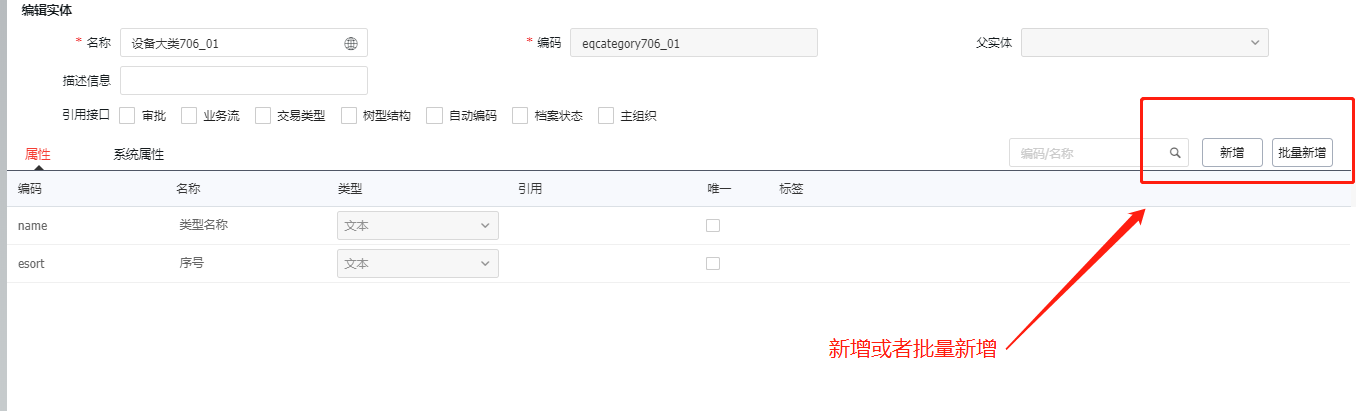 编辑实体
* 名称 设备大类706_01 * 编码 eqcategory706_01 父实体
描述信息
引用接口 审批 业务流 交易类型 树型结构 自动编码 档案状态 主组织
属性 系统属性 编码/名称 新增 批量新增
编码 名称 类型 引用 唯一 标签
name 类型名称 文本
esort 序号 文本
新增或者批量新增